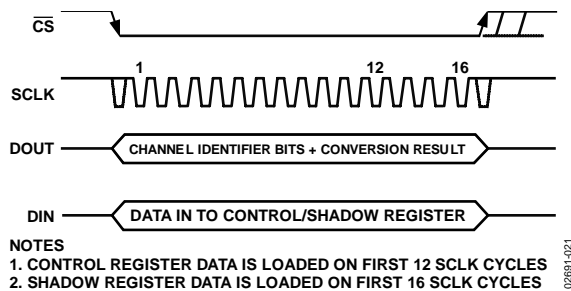 CS
1 12 16
SCLK
DOUT CHANNEL IDENTIFIER BITS + CONVERSION RESULT
DIN DATA IN TO CONTROL/SHADOW REGISTER
NOTES
1. CONTROL REGISTER DATA IS LOADED ON FIRST 12 SCLK CYCLES
2. SHADOW REGISTER DATA IS LOADED ON FIRST 16 SCLK CYCLES
02691-021